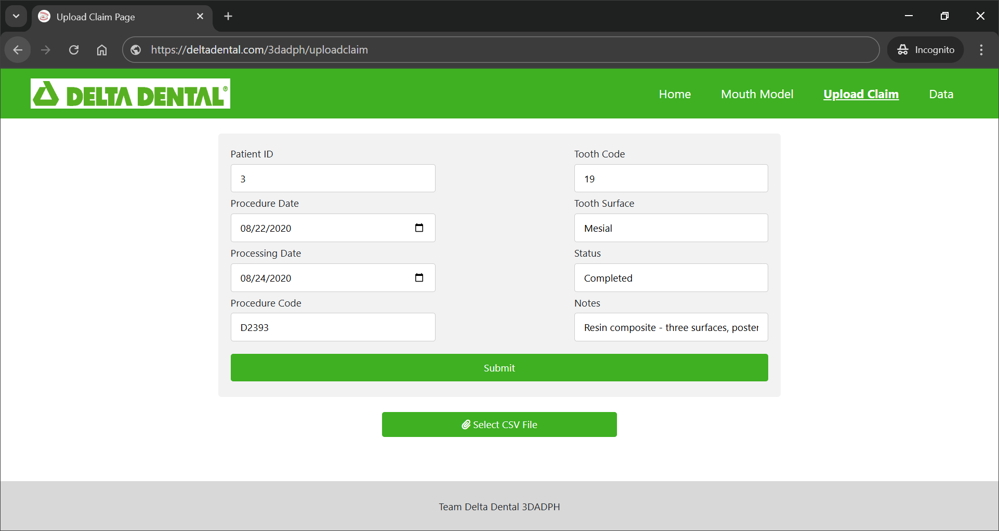 Upload Claim Page
https://deltadental.com/3dadph/uploadclaim
Incognito
DELTA DENTAL®
Home
Mouth Model
Upload Claim
Data
Patient ID
3
Tooth Code
19
Procedure Date
08/22/2020
Tooth Surface
Mesial
Processing Date
08/24/2020
Status
Completed
Procedure Code
D2393
Notes
Resin composite - three surfaces, poster
Submit
Select CSV File
Team Delta Dental 3DADPH